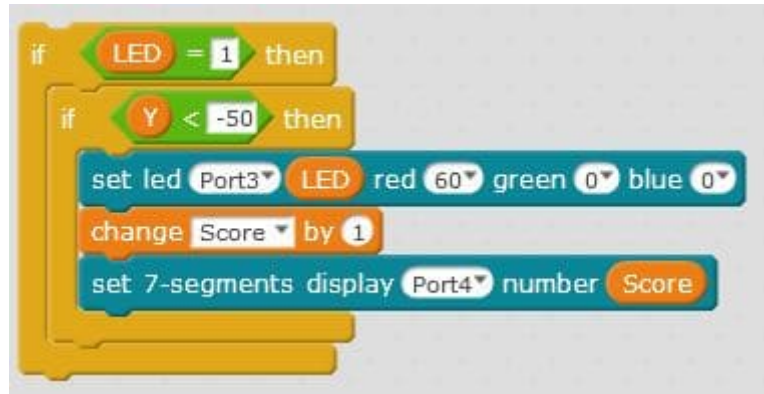 if LED = 1 then
if Y < -50 then
set led Port3 LED red 60 green 0 blue 0
change Score by 1
set 7-segments display Port4 number Score